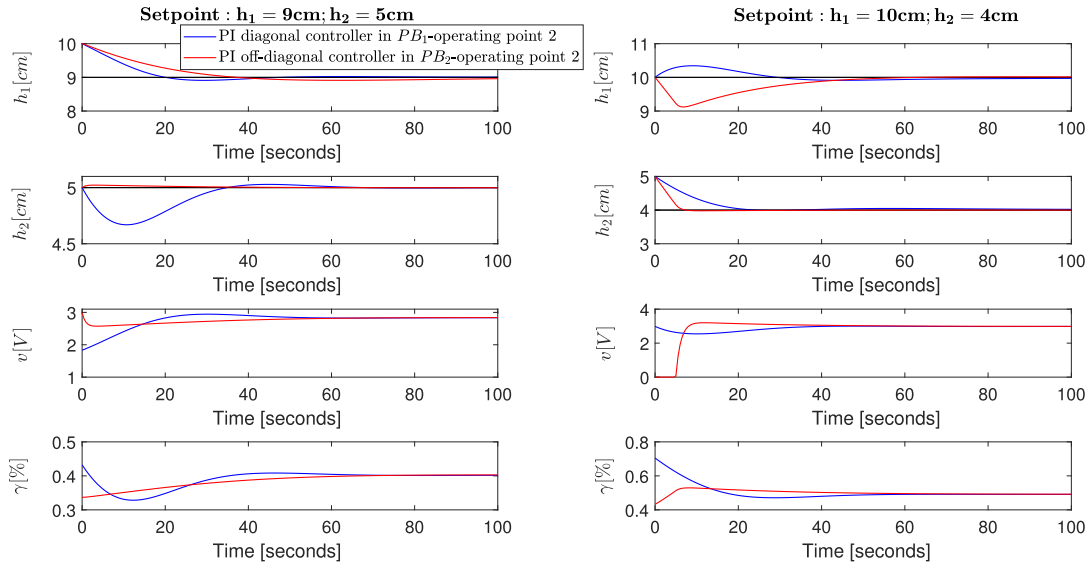 Setpoint : h₁ = 9cm; h₂ = 5cm
PI diagonal controller in PB₁-operating point 2
PI off-diagonal controller in PB₂-operating point 2
h₁[cm]
10
9
8
0 20 40 60 80 100
Time [seconds]
h₂[cm]
5
4.5
0 20 40 60 80 100
Time [seconds]
v[V]
3
2
1
0 20 40 60 80 100
Time [seconds]
γ[%]
0.5
0.4
0.3
0 20 40 60 80 100
Time [seconds]
Setpoint : h₁ = 10cm; h₂ = 4cm
h₁[cm]
11
10
9
0 20 40 60 80 100
Time [seconds]
h₂[cm]
5
4
3
0 20 40 60 80 100
Time [seconds]
v[V]
4
2
0
0 20 40 60 80 100
Time [seconds]
γ[%]
0.8
0.6
0.4
0 20 40 60 80 100
Time [seconds]